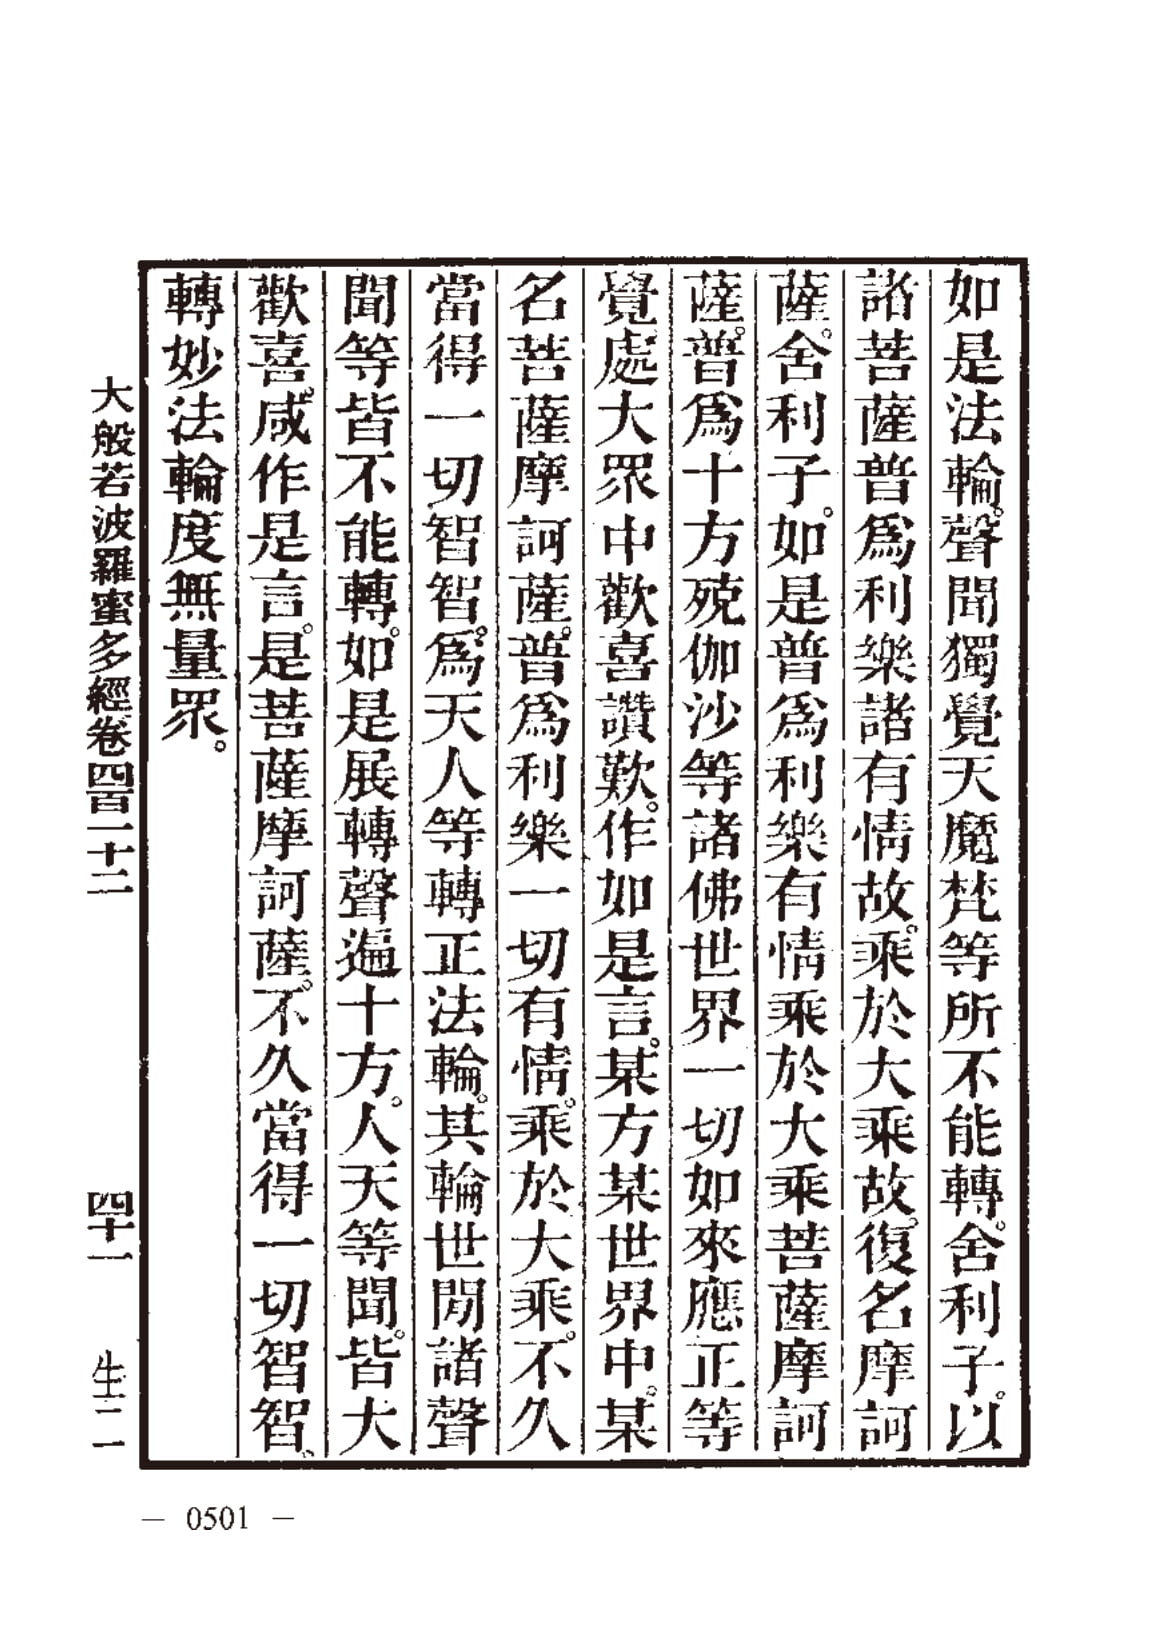 如是法輪。聲聞獨覺天魔梵等所不能轉。舍利子。以
諸菩薩普爲利樂諸有情故。乘於大乘故。復名摩訶
薩。舍利子。如是普爲利樂有情乘於大乘菩薩摩訶
薩。普爲十方殑伽沙等諸佛世界一切如來應正等
覺處大眾中歡喜讚歎。作如是言。某方某世界中。某
名菩薩摩訶薩。普爲利樂一切有情。乘於大乘。不久
當得一切智智。爲天人等轉正法輪。其輪世閒諸聲
聞等皆不能轉。如是展轉聲遍十方。人天等聞。皆大
歡喜。咸作是言。是菩薩摩訶薩。不久當得一切智智、
轉妙法輪度無量眾。
大般若波羅蜜多經卷四百一十二 四十一 生二
— 0501 —